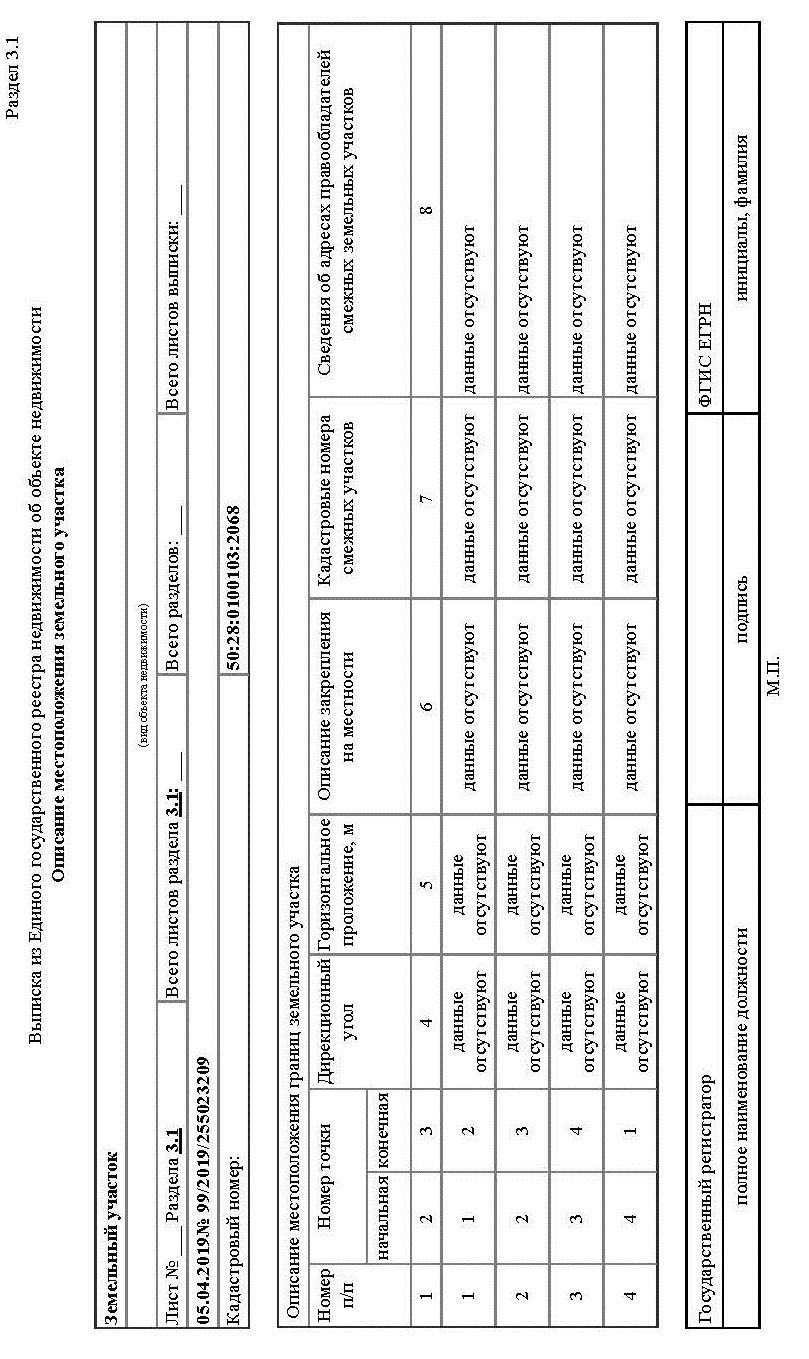 Раздел 3.1
Выписка из Единого государственного реестра недвижимости об объекте недвижимости
Описание местоположения земельного участка
Земельный участок
(вид объекта недвижимости)
Лист № ___ Раздела 3.1 Всего листов раздела 3.1: ___ Всего разделов: ___ Всего листов выписки: ___
05.04.2019№ 99/2019/255023209
Кадастровый номер: 50:28:0100103:2068
Описание местоположения границ земельного участка
Номер п/п
Номер точки
начальная конечная
Дирекционный угол
Горизонтальное проложение, м
Описание закрепления на местности
Кадастровые номера смежных участков
Сведения об адресах правообладателей смежных земельных участков
1 2 3 4 5 6 7 8
1 1 2 данные отсутствуют данные отсутствуют данные отсутствуют данные отсутствуют данные отсутствуют
2 2 3 данные отсутствуют данные отсутствуют данные отсутствуют данные отсутствуют данные отсутствуют
3 3 4 данные отсутствуют данные отсутствуют данные отсутствуют данные отсутствуют данные отсутствуют
4 4 1 данные отсутствуют данные отсутствуют данные отсутствуют данные отсутствуют данные отсутствуют
Государственный регистратор ФГИС ЕГРН
полное наименование должности подпись инициалы, фамилия
М.П.